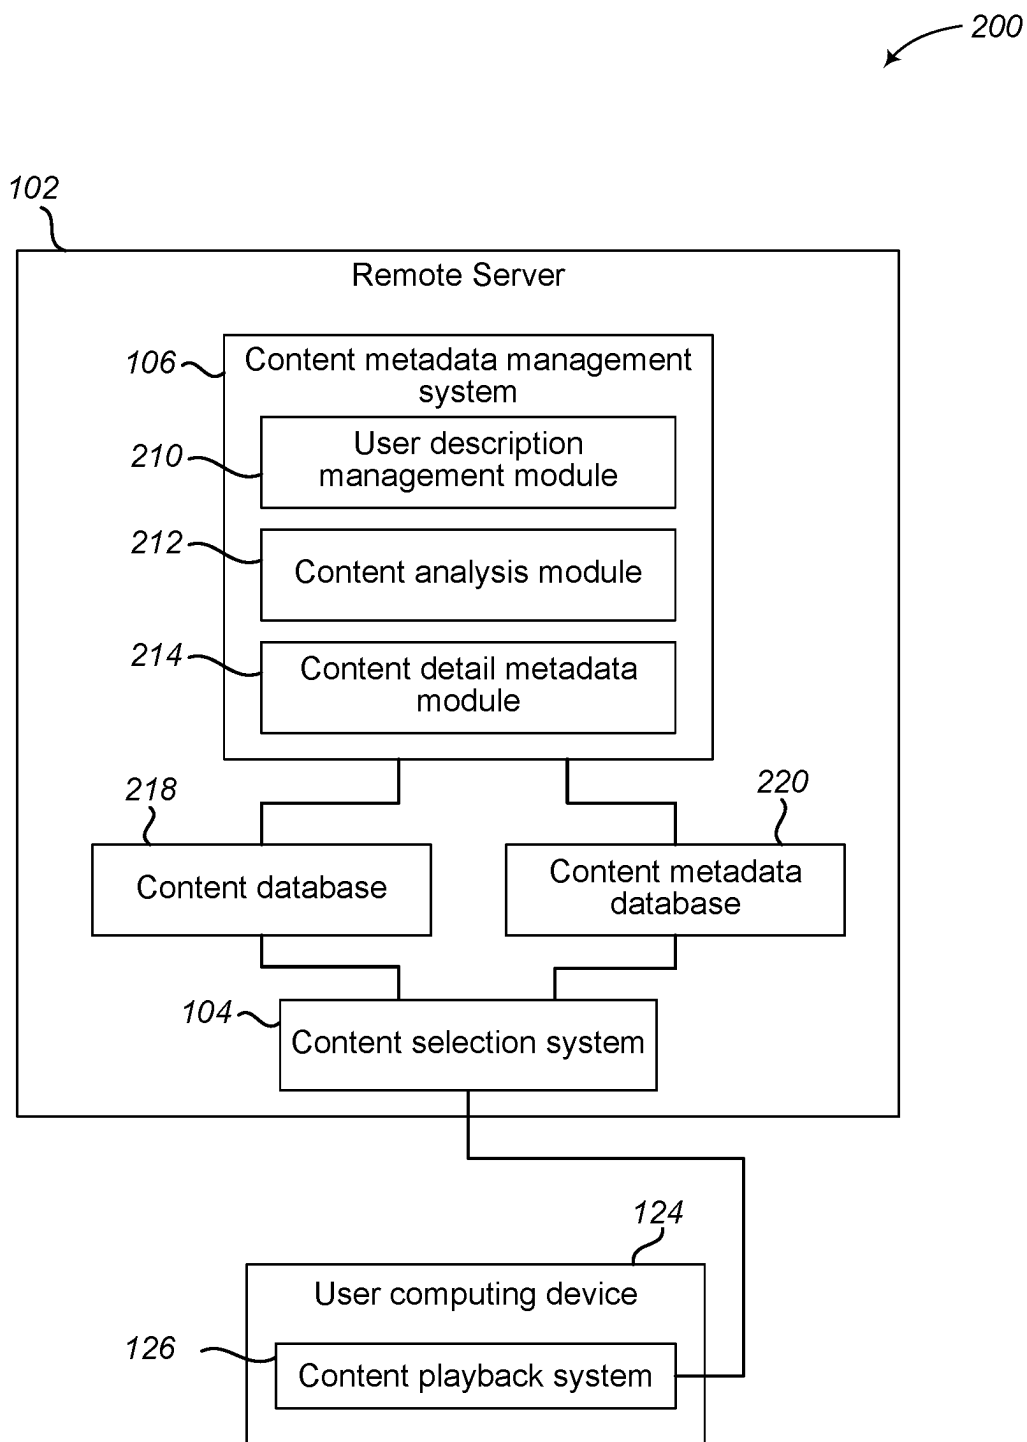 200
102
Remote Server
106
Content metadata management
system
210
User description
management module
212
Content analysis module
214
Content detail metadata
module
218
220
Content database
Content metadata
database
104
Content selection system
124
User computing device
126
Content playback system